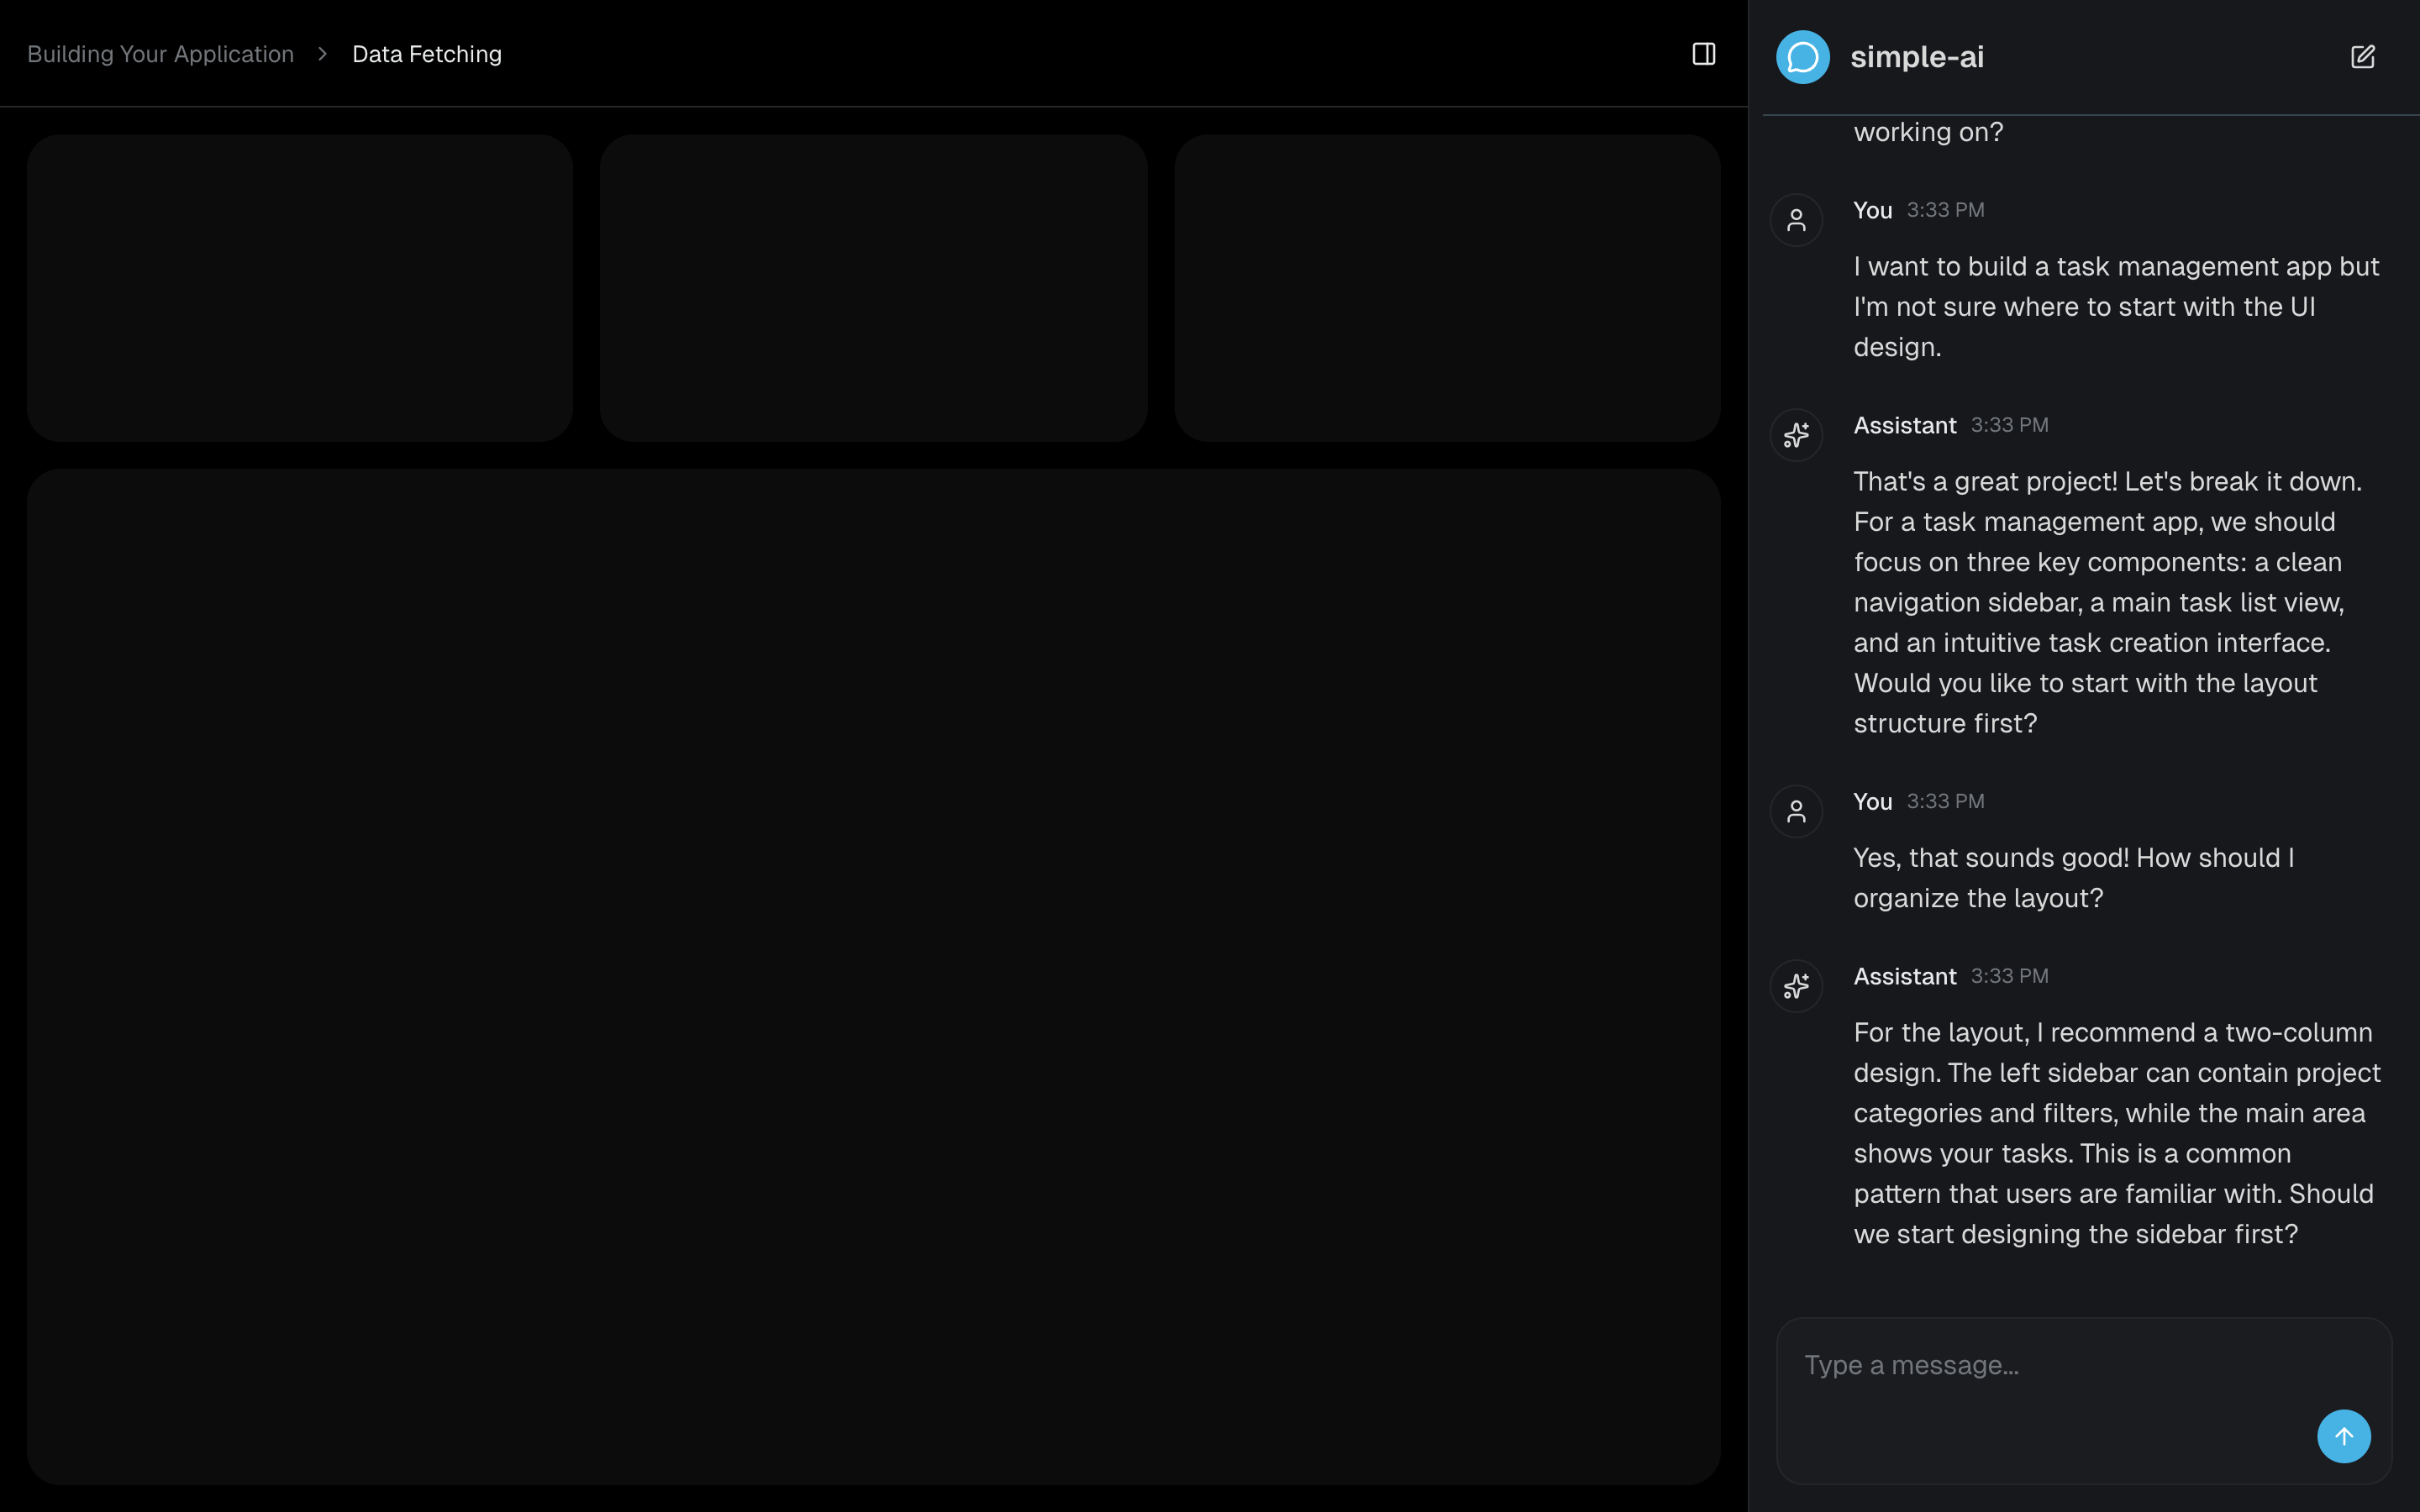 Building Your Application > Data Fetching
simple-ai
working on?
You 3:33 PM
I want to build a task management app but
I'm not sure where to start with the UI
design.
Assistant 3:33 PM
That's a great project! Let's break it down.
For a task management app, we should
focus on three key components: a clean
navigation sidebar, a main task list view,
and an intuitive task creation interface.
Would you like to start with the layout
structure first?
You 3:33 PM
Yes, that sounds good! How should I
organize the layout?
Assistant 3:33 PM
For the layout, I recommend a two-column
design. The left sidebar can contain project
categories and filters, while the main area
shows your tasks. This is a common
pattern that users are familiar with. Should
we start designing the sidebar first?
Type a message...